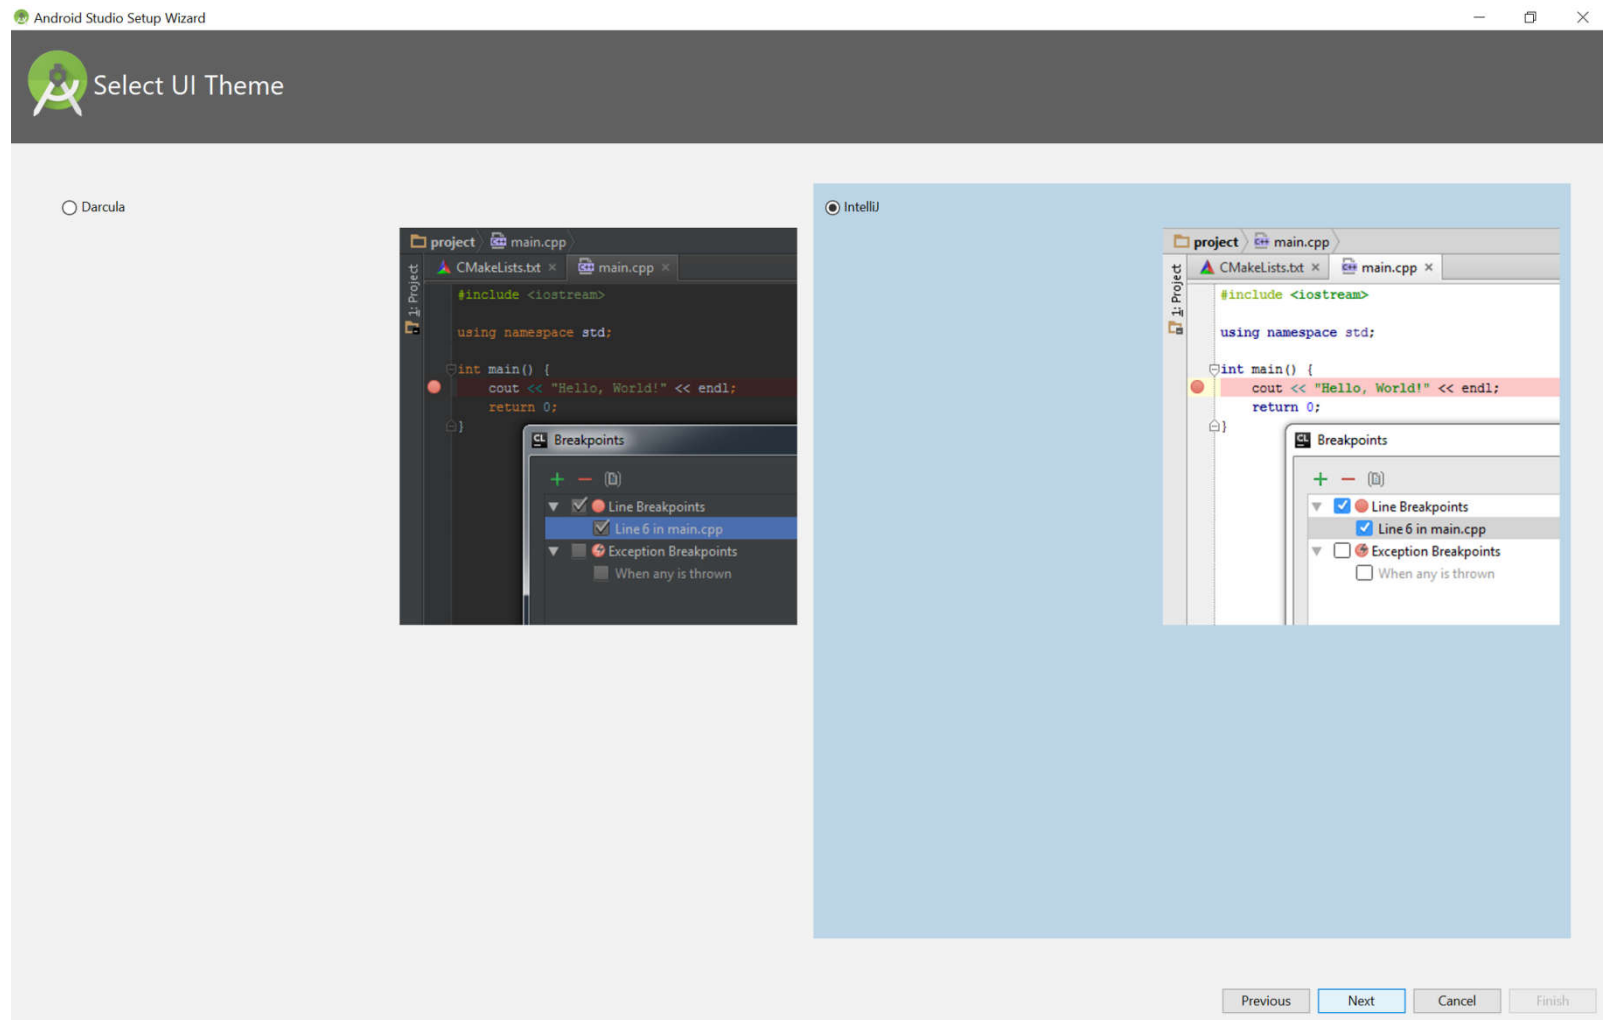 Android Studio Setup Wizard
Select UI Theme
Darcula
project main.cpp
CMakeLists.txt × main.cpp ×
1: Project
#include <iostream>
using namespace std;
int main() {
cout << "Hello, World!" << endl;
return 0;
}
CL Breakpoints
Line Breakpoints
Line 6 in main.cpp
Exception Breakpoints
When any is thrown
IntelliJ
project main.cpp
CMakeLists.txt × main.cpp ×
1: Project
#include <iostream>
using namespace std;
int main() {
cout << "Hello, World!" << endl;
return 0;
}
CL Breakpoints
Line Breakpoints
Line 6 in main.cpp
Exception Breakpoints
When any is thrown
Previous Next Cancel Finish